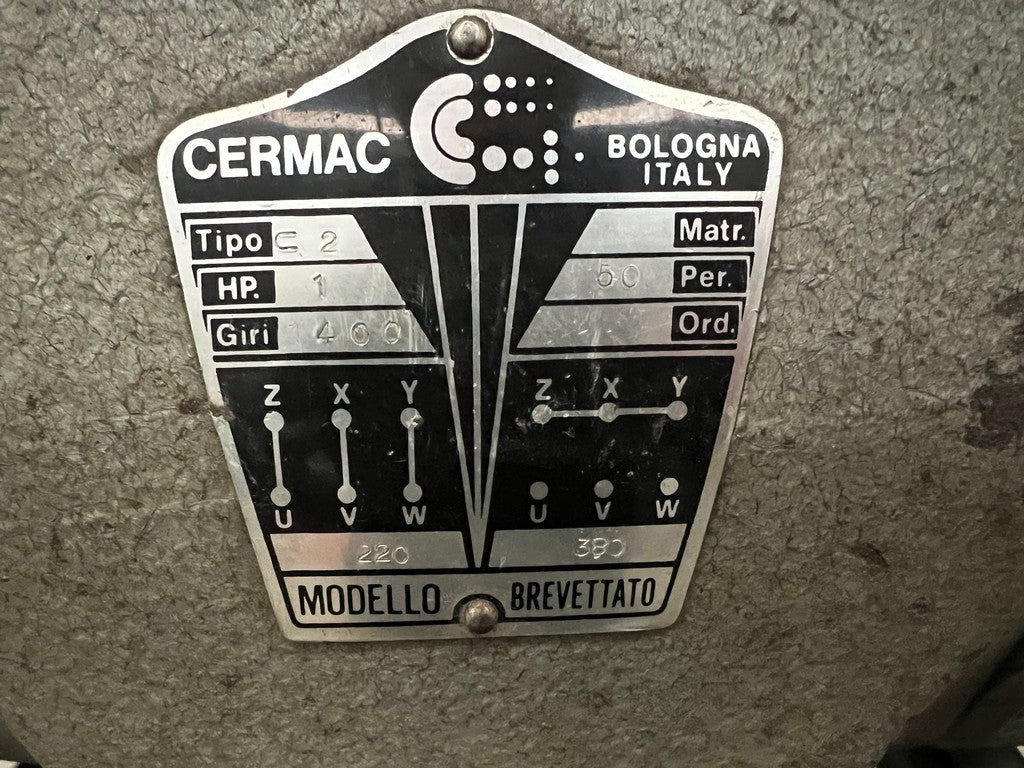 CERMAC
BOLOGNA
ITALY
Tipo C 2
HP. 1
Giri 1400
Matr.
50 Per.
Ord.
Z X Y
U V W
220
Z X Y
U V W
380
MODELLO BREVETTATO